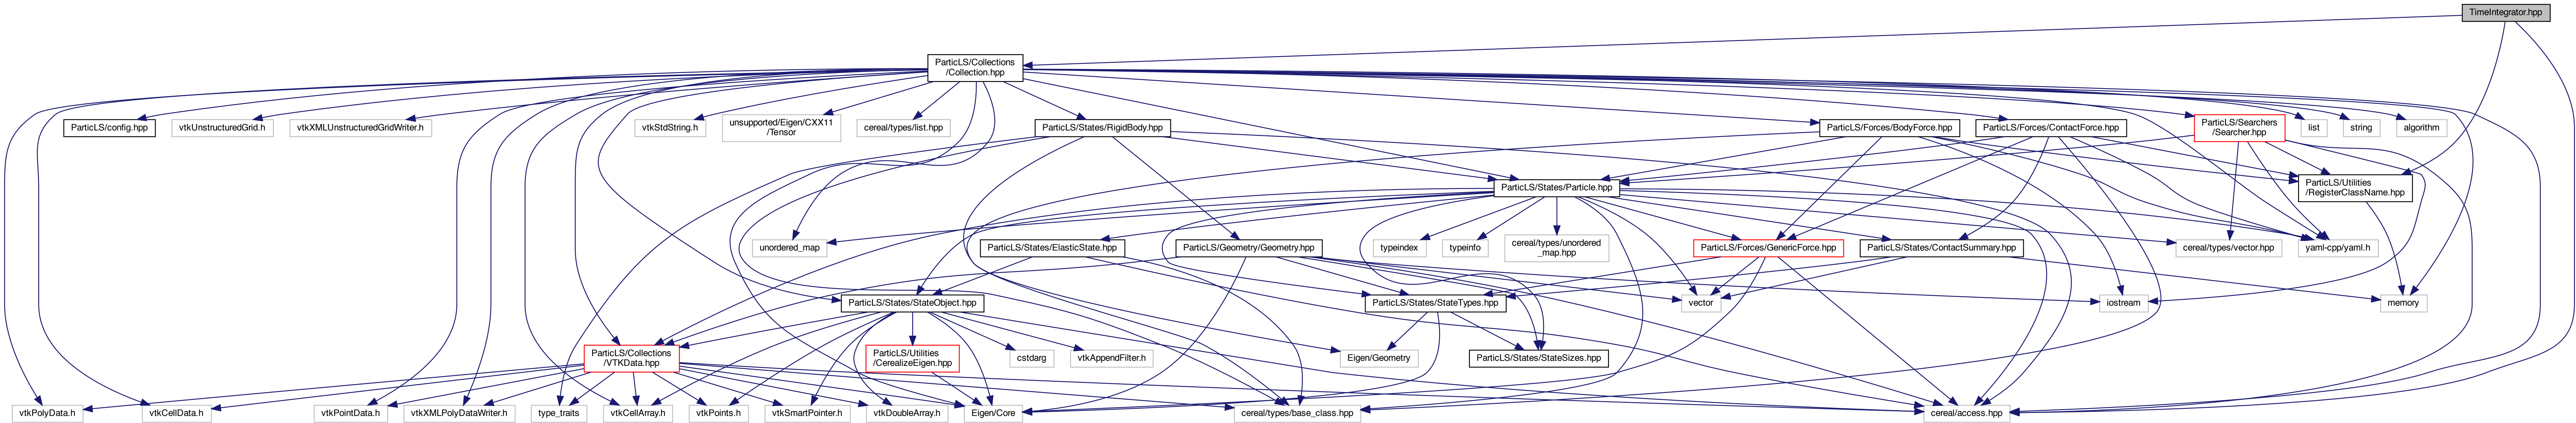 TimeIntegrator.hpp
ParticLS/Collections
/Collection.hpp
ParticLS/config.hpp
vtkUnstructuredGrid.h
vtkXMLUnstructuredGridWriter.h
vtkStdString.h
unsupported/Eigen/CXX11
/Tensor
cereal/types/list.hpp
ParticLS/States/RigidBody.hpp
ParticLS/Forces/BodyForce.hpp
ParticLS/Forces/ContactForce.hpp
ParticLS/Searchers
/Searcher.hpp
list
string
algorithm
ParticLS/States/Particle.hpp
ParticLS/Utilities
/RegisterClassName.hpp
unordered_map
ParticLS/States/ElasticState.hpp
ParticLS/Geometry/Geometry.hpp
typeindex
typeinfo
cereal/types/unordered
_map.hpp
ParticLS/Forces/GenericForce.hpp
ParticLS/States/ContactSummary.hpp
cereal/types/vector.hpp
yaml-cpp/yaml.h
ParticLS/States/StateObject.hpp
ParticLS/States/StateTypes.hpp
vector
iostream
memory
ParticLS/Collections
/VTKData.hpp
ParticLS/Utilities
/CerealizeEigen.hpp
cstdarg
vtkAppendFilter.h
Eigen/Geometry
ParticLS/States/StateSizes.hpp
vtkPolyData.h
vtkCellData.h
vtkPointData.h
vtkXMLPolyDataWriter.h
type_traits
vtkCellArray.h
vtkPoints.h
vtkSmartPointer.h
vtkDoubleArray.h
Eigen/Core
cereal/types/base_class.hpp
cereal/access.hpp